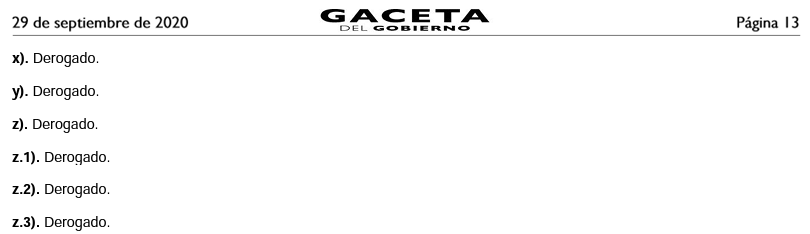 29 de septiembre de 2020
GACETA
DEL GOBIERNO
Página 13
x). Derogado.
y). Derogado.
z). Derogado.
z.1). Derogado.
z.2). Derogado.
z.3). Derogado.